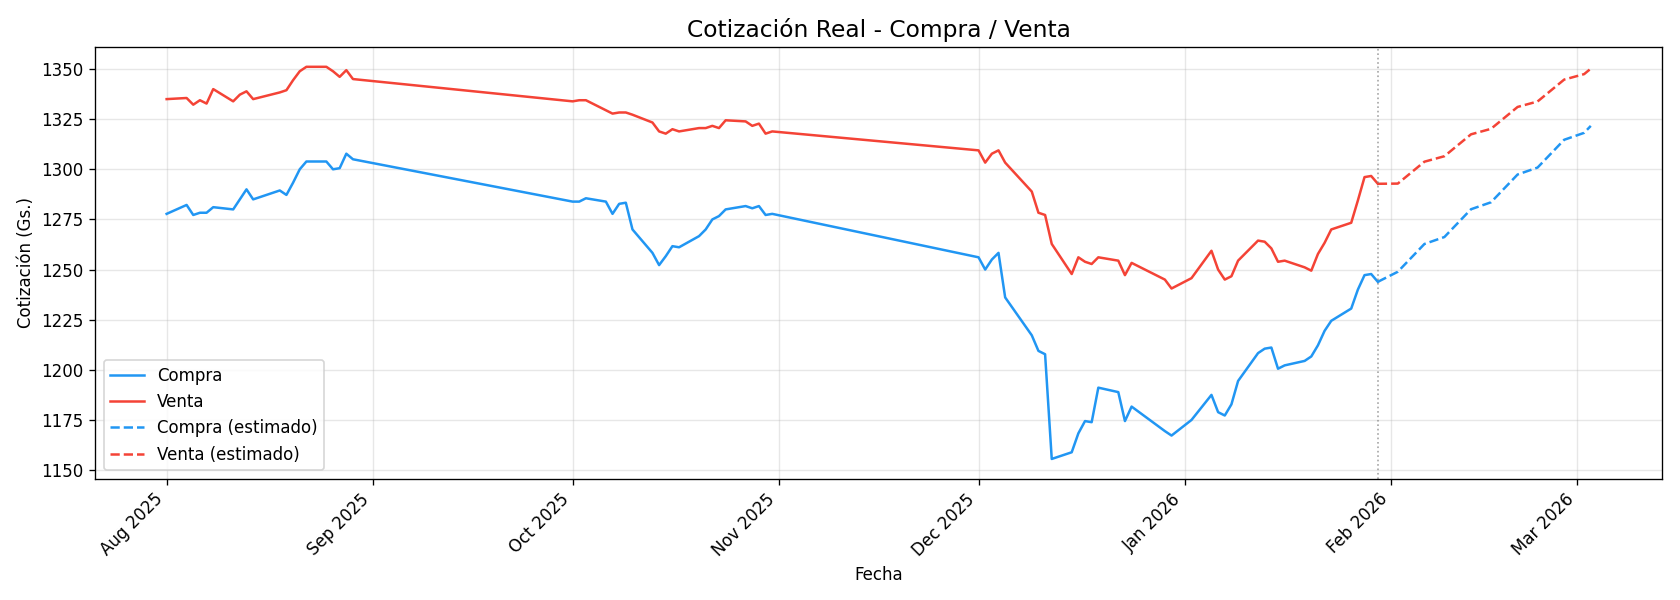 Cotización Real - Compra / Venta
Cotización (Gs.)
1350
1325
1300
1275
1250
1225
1200
1175
1150
Compra
Venta
Compra (estimado)
Venta (estimado)
Aug 2025
Sep 2025
Oct 2025
Nov 2025
Dec 2025
Jan 2026
Feb 2026
Mar 2026
Fecha